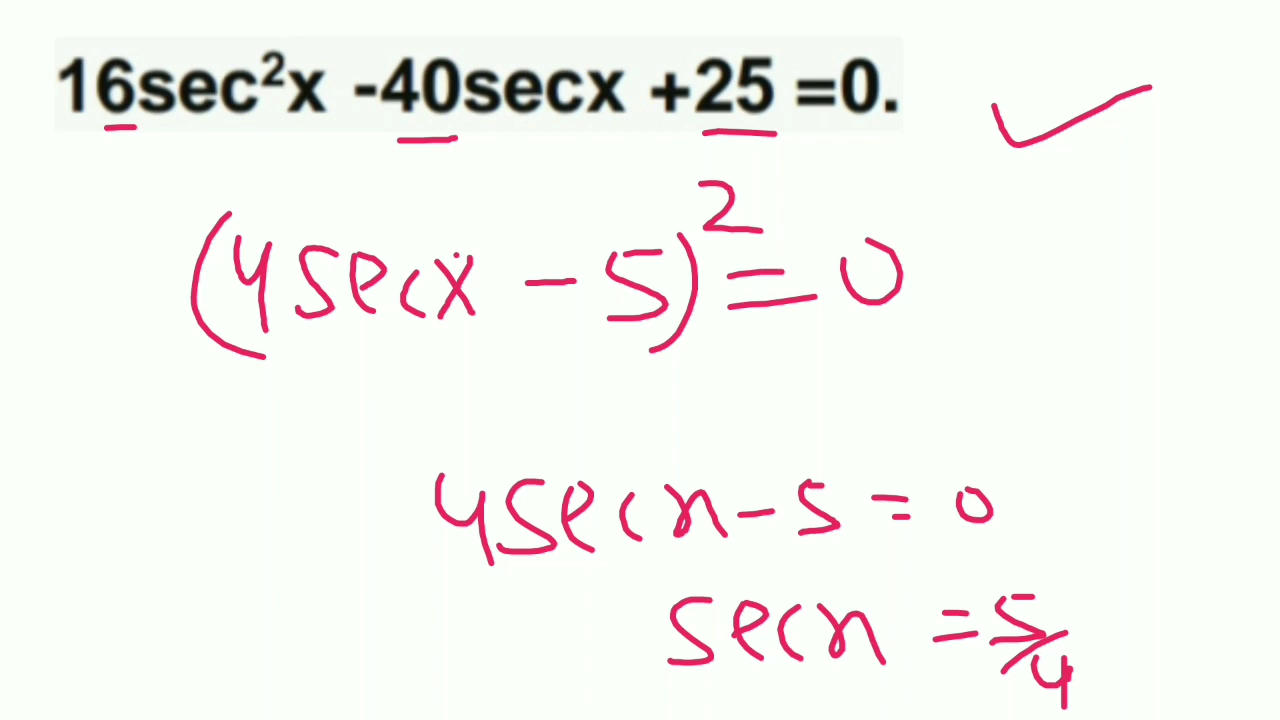 16sec²x -40secx +25 =0.
(4secx - 5)² = 0
4secx - 5 = 0
secx = 5/4